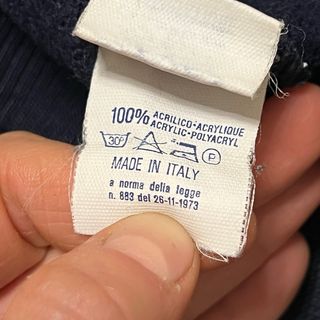 100% ACRILICO-ACRYLIQUE
ACRYLIC-POLYACRYL
30° P
MADE IN ITALY
a norma della legge
n. 883 del 26-11-1973